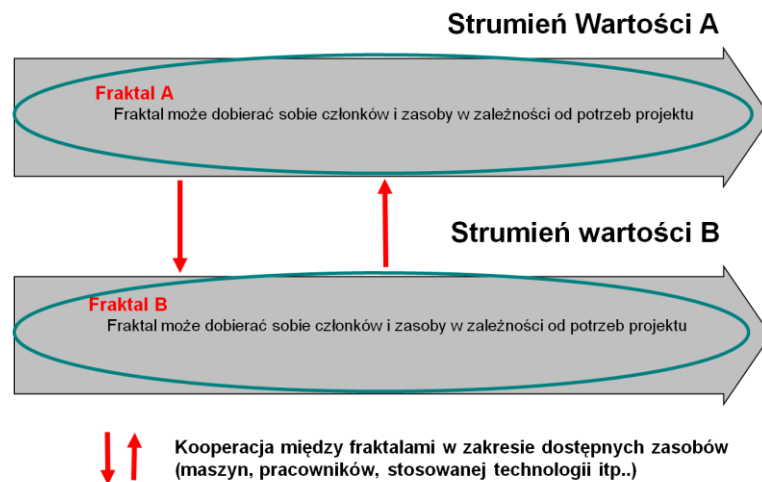 Strumień Wartości A
Fraktal A
Fraktal może dobierać sobie członków i zasoby w zależności od potrzeb projektu
Strumień wartości B
Fraktal B
Fraktal może dobierać sobie członków i zasoby w zależności od potrzeb projektu
Kooperacja między fraktalami w zakresie dostępnych zasobów
(maszyn, pracowników, stosowanej technologii itp..)